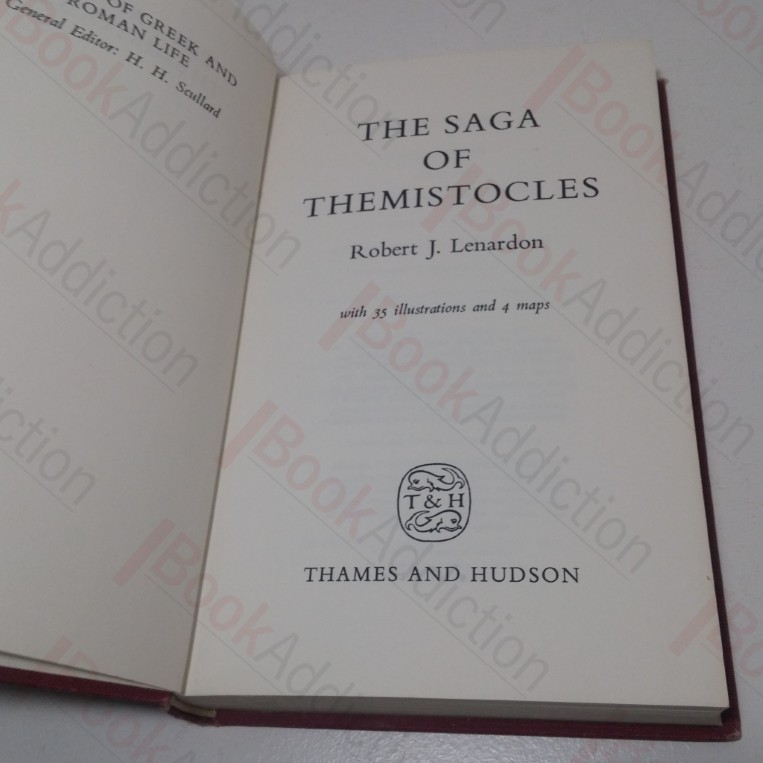 OF GREEK AND
ROMAN LIFE
General Editor: H. H. Scullard
THE SAGA
OF
THEMISTOCLES
Robert J. Lenardon
with 35 illustrations and 4 maps
T & H
THAMES AND HUDSON
BookAddiction